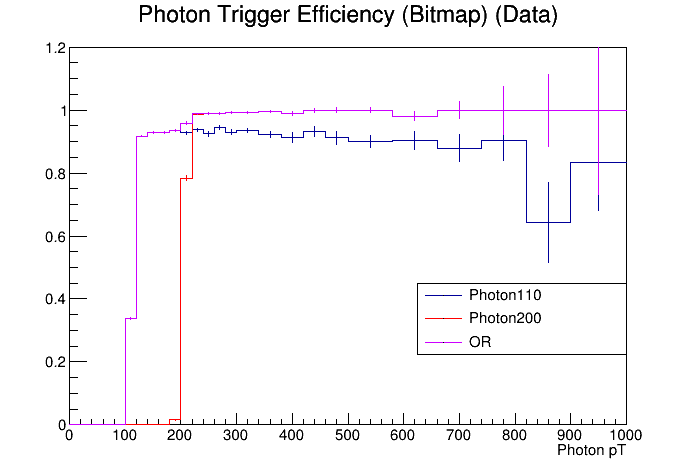 Photon Trigger Efficiency (Bitmap) (Data)
1.2
1
0.8
0.6
0.4
0.2
0
Photon110
Photon200
OR
0 100 200 300 400 500 600 700 800 900 1000
Photon pT